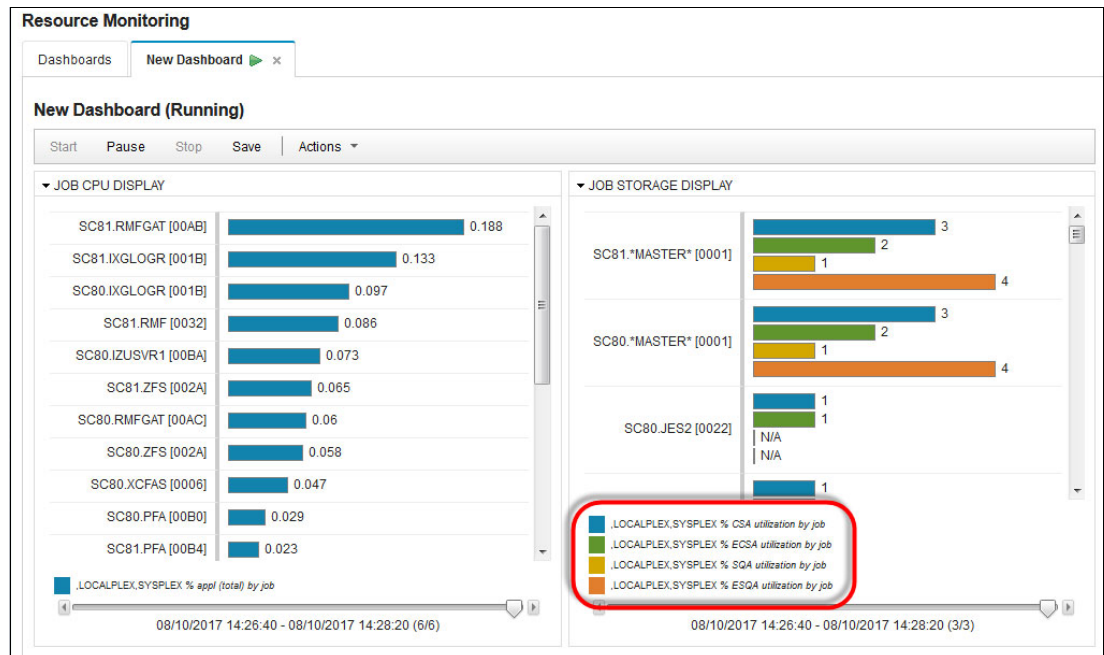 Resource Monitoring
Dashboards New Dashboard ×
New Dashboard (Running)
Start Pause Stop Save Actions
JOB CPU DISPLAY
SC81.RMFGAT [00AB] 0.188
SC81.IXGLOGR [001B] 0.133
SC80.IXGLOGR [001B] 0.097
SC81.RMF [0032] 0.086
SC80.IZUSVR1 [00BA] 0.073
SC81.ZFS [002A] 0.065
SC80.RMFGAT [00AC] 0.06
SC80.ZFS [002A] 0.058
SC80.XCFAS [0006] 0.047
SC80.PFA [00B0] 0.029
SC81.PFA [00B4] 0.023
,LOCALPLEX,SYSPLEX % appl (total) by job
08/10/2017 14:26:40 - 08/10/2017 14:28:20 (6/6)
JOB STORAGE DISPLAY
SC81.*MASTER* [0001]
3
2
1
4
SC80.*MASTER* [0001]
3
2
1
4
SC80.JES2 [0022]
1
1
N/A
N/A
1
,LOCALPLEX,SYSPLEX % CSA utilization by job
,LOCALPLEX,SYSPLEX % ECSA utilization by job
,LOCALPLEX,SYSPLEX % SQA utilization by job
,LOCALPLEX,SYSPLEX % ESQA utilization by job
08/10/2017 14:26:40 - 08/10/2017 14:28:20 (3/3)